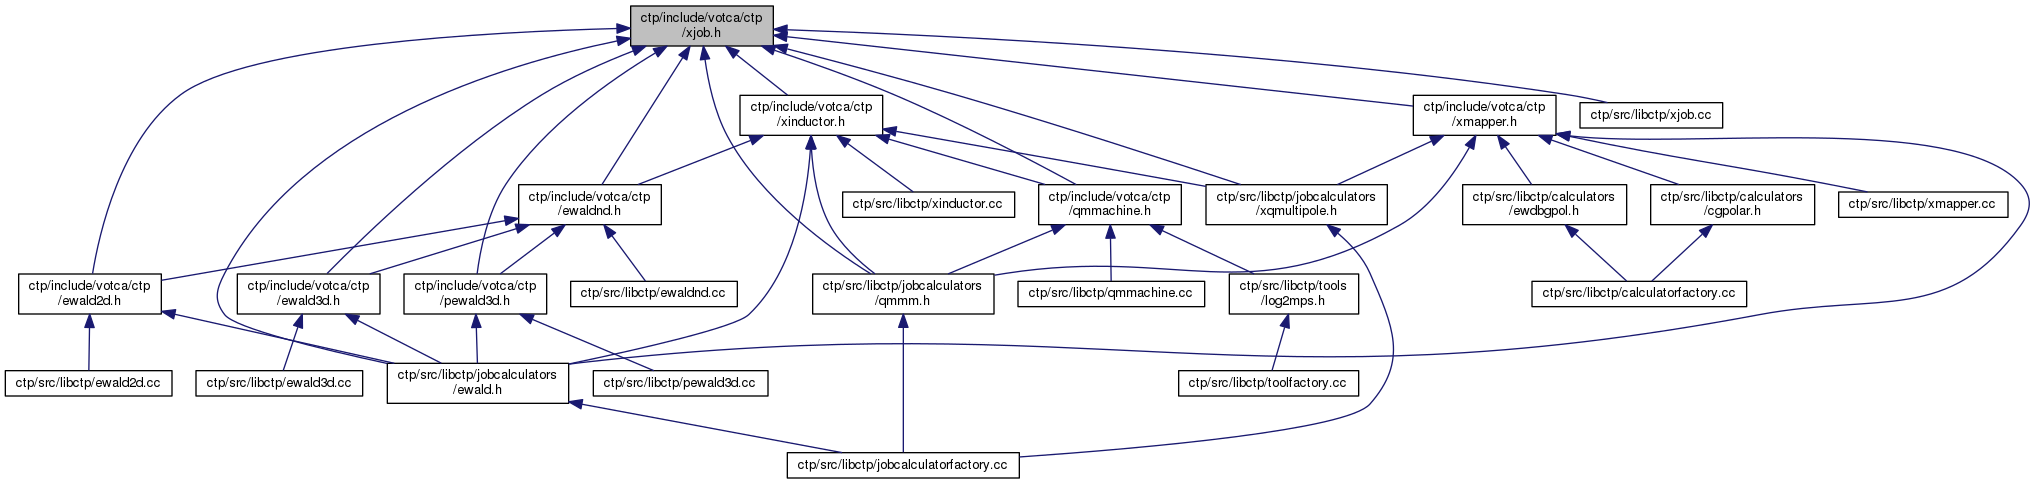 ctp/include/votca/ctp
/xjob.h
ctp/include/votca/ctp
/xinductor.h
ctp/include/votca/ctp
/xmapper.h
ctp/src/libctp/xjob.cc
ctp/include/votca/ctp
/ewaldnd.h
ctp/src/libctp/xinductor.cc
ctp/include/votca/ctp
/qmmachine.h
ctp/src/libctp/jobcalculators
/xqmultipole.h
ctp/src/libctp/calculators
/ewdbgpol.h
ctp/src/libctp/calculators
/cgpolar.h
ctp/src/libctp/xmapper.cc
ctp/include/votca/ctp
/ewald2d.h
ctp/include/votca/ctp
/ewald3d.h
ctp/include/votca/ctp
/pewald3d.h
ctp/src/libctp/ewaldnd.cc
ctp/src/libctp/jobcalculators
/qmmm.h
ctp/src/libctp/qmmachine.cc
ctp/src/libctp/tools
/log2mps.h
ctp/src/libctp/calculatorfactory.cc
ctp/src/libctp/ewald2d.cc
ctp/src/libctp/ewald3d.cc
ctp/src/libctp/jobcalculators
/ewald.h
ctp/src/libctp/pewald3d.cc
ctp/src/libctp/toolfactory.cc
ctp/src/libctp/jobcalculatorfactory.cc